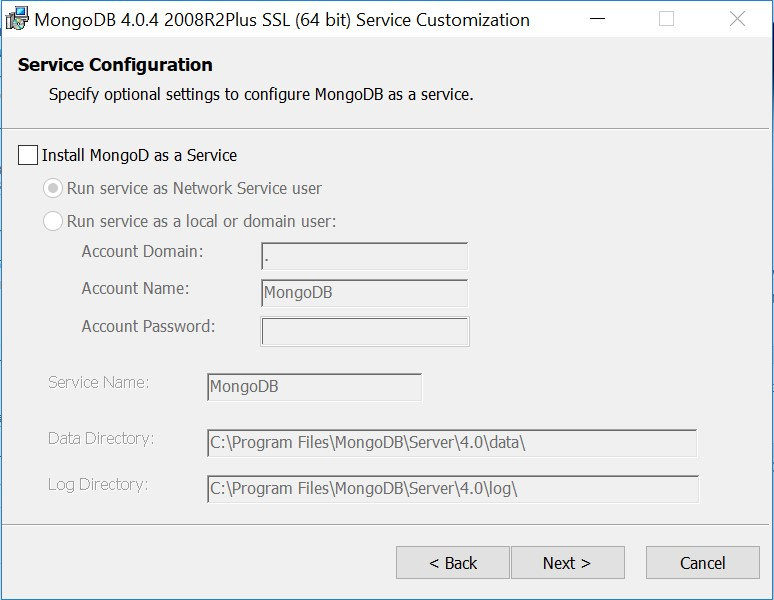 MongoDB 4.0.4 2008R2Plus SSL (64 bit) Service Customization
Service Configuration
Specify optional settings to configure MongoDB as a service.
Install MongoD as a Service
Run service as Network Service user
Run service as a local or domain user:
Account Domain: .
Account Name: MongoDB
Account Password:
Service Name: MongoDB
Data Directory: C:\Program Files\MongoDB\Server\4.0\data\
Log Directory: C:\Program Files\MongoDB\Server\4.0\log\
< Back Next > Cancel